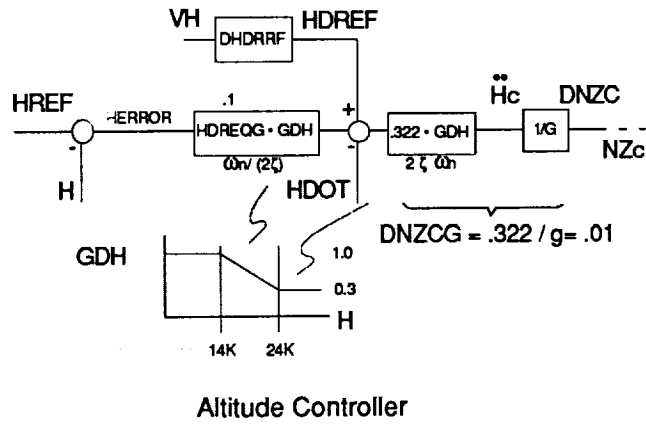 VH
HDREF
DHDRRF
HREF
HERROR
-
H
.1
HDREQG · GDH
ωn/ (2ζ)
+
-
HDOT
.322 · GDH
2 ζ ωn
Ḧc
1/G
DNZC
NZc
DNZCG = .322 / g= .01
GDH
1.0
0.3
H
14K
24K
Altitude Controller